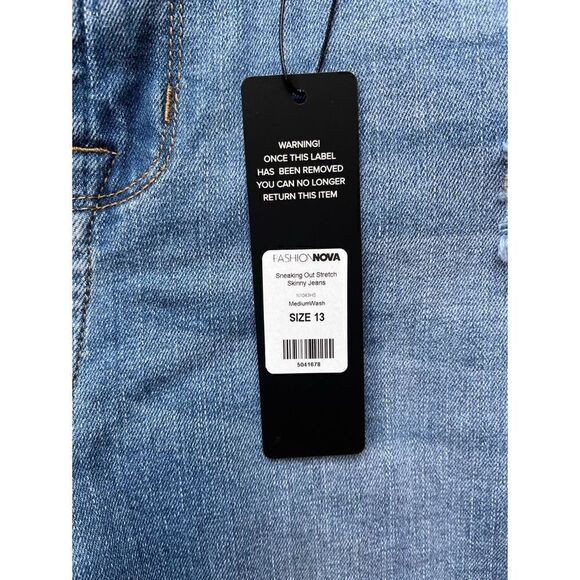 WARNING!
ONCE THIS LABEL
HAS BEEN REMOVED
YOU CAN NO LONGER
RETURN THIS ITEM
FASHIONNOVA
Sneaking Out Stretch
Skinny Jeans
MediumWash
SIZE 13
5041678